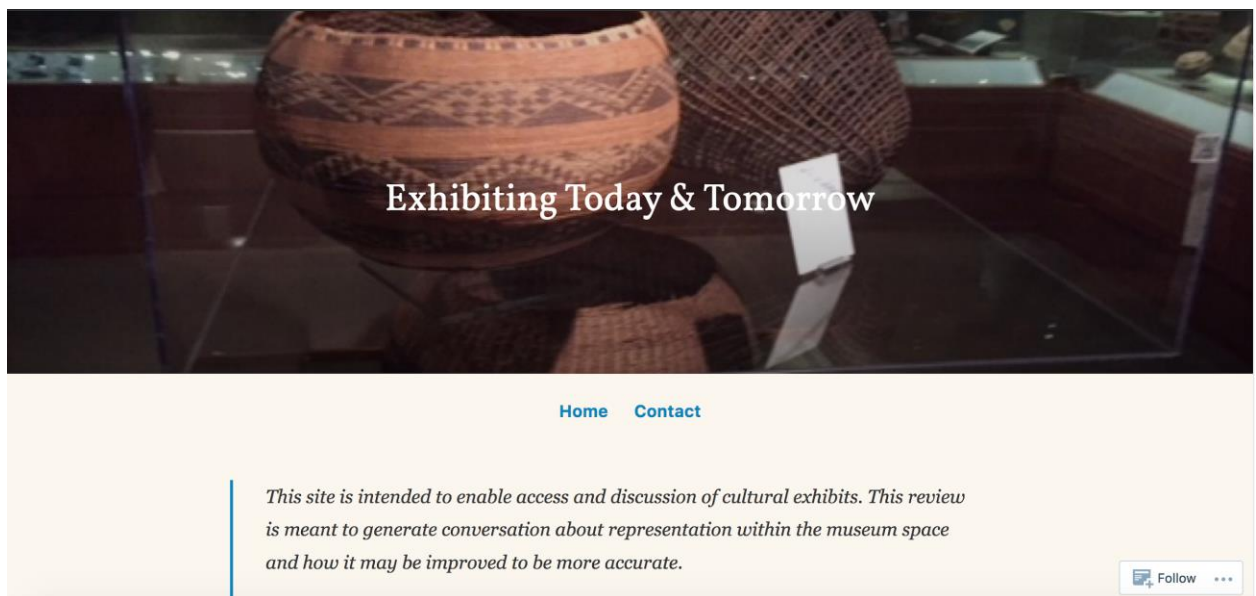 Exhibiting Today & Tomorrow
Home Contact
This site is intended to enable access and discussion of cultural exhibits. This review
is meant to generate conversation about representation within the museum space
and how it may be improved to be more accurate.
Follow